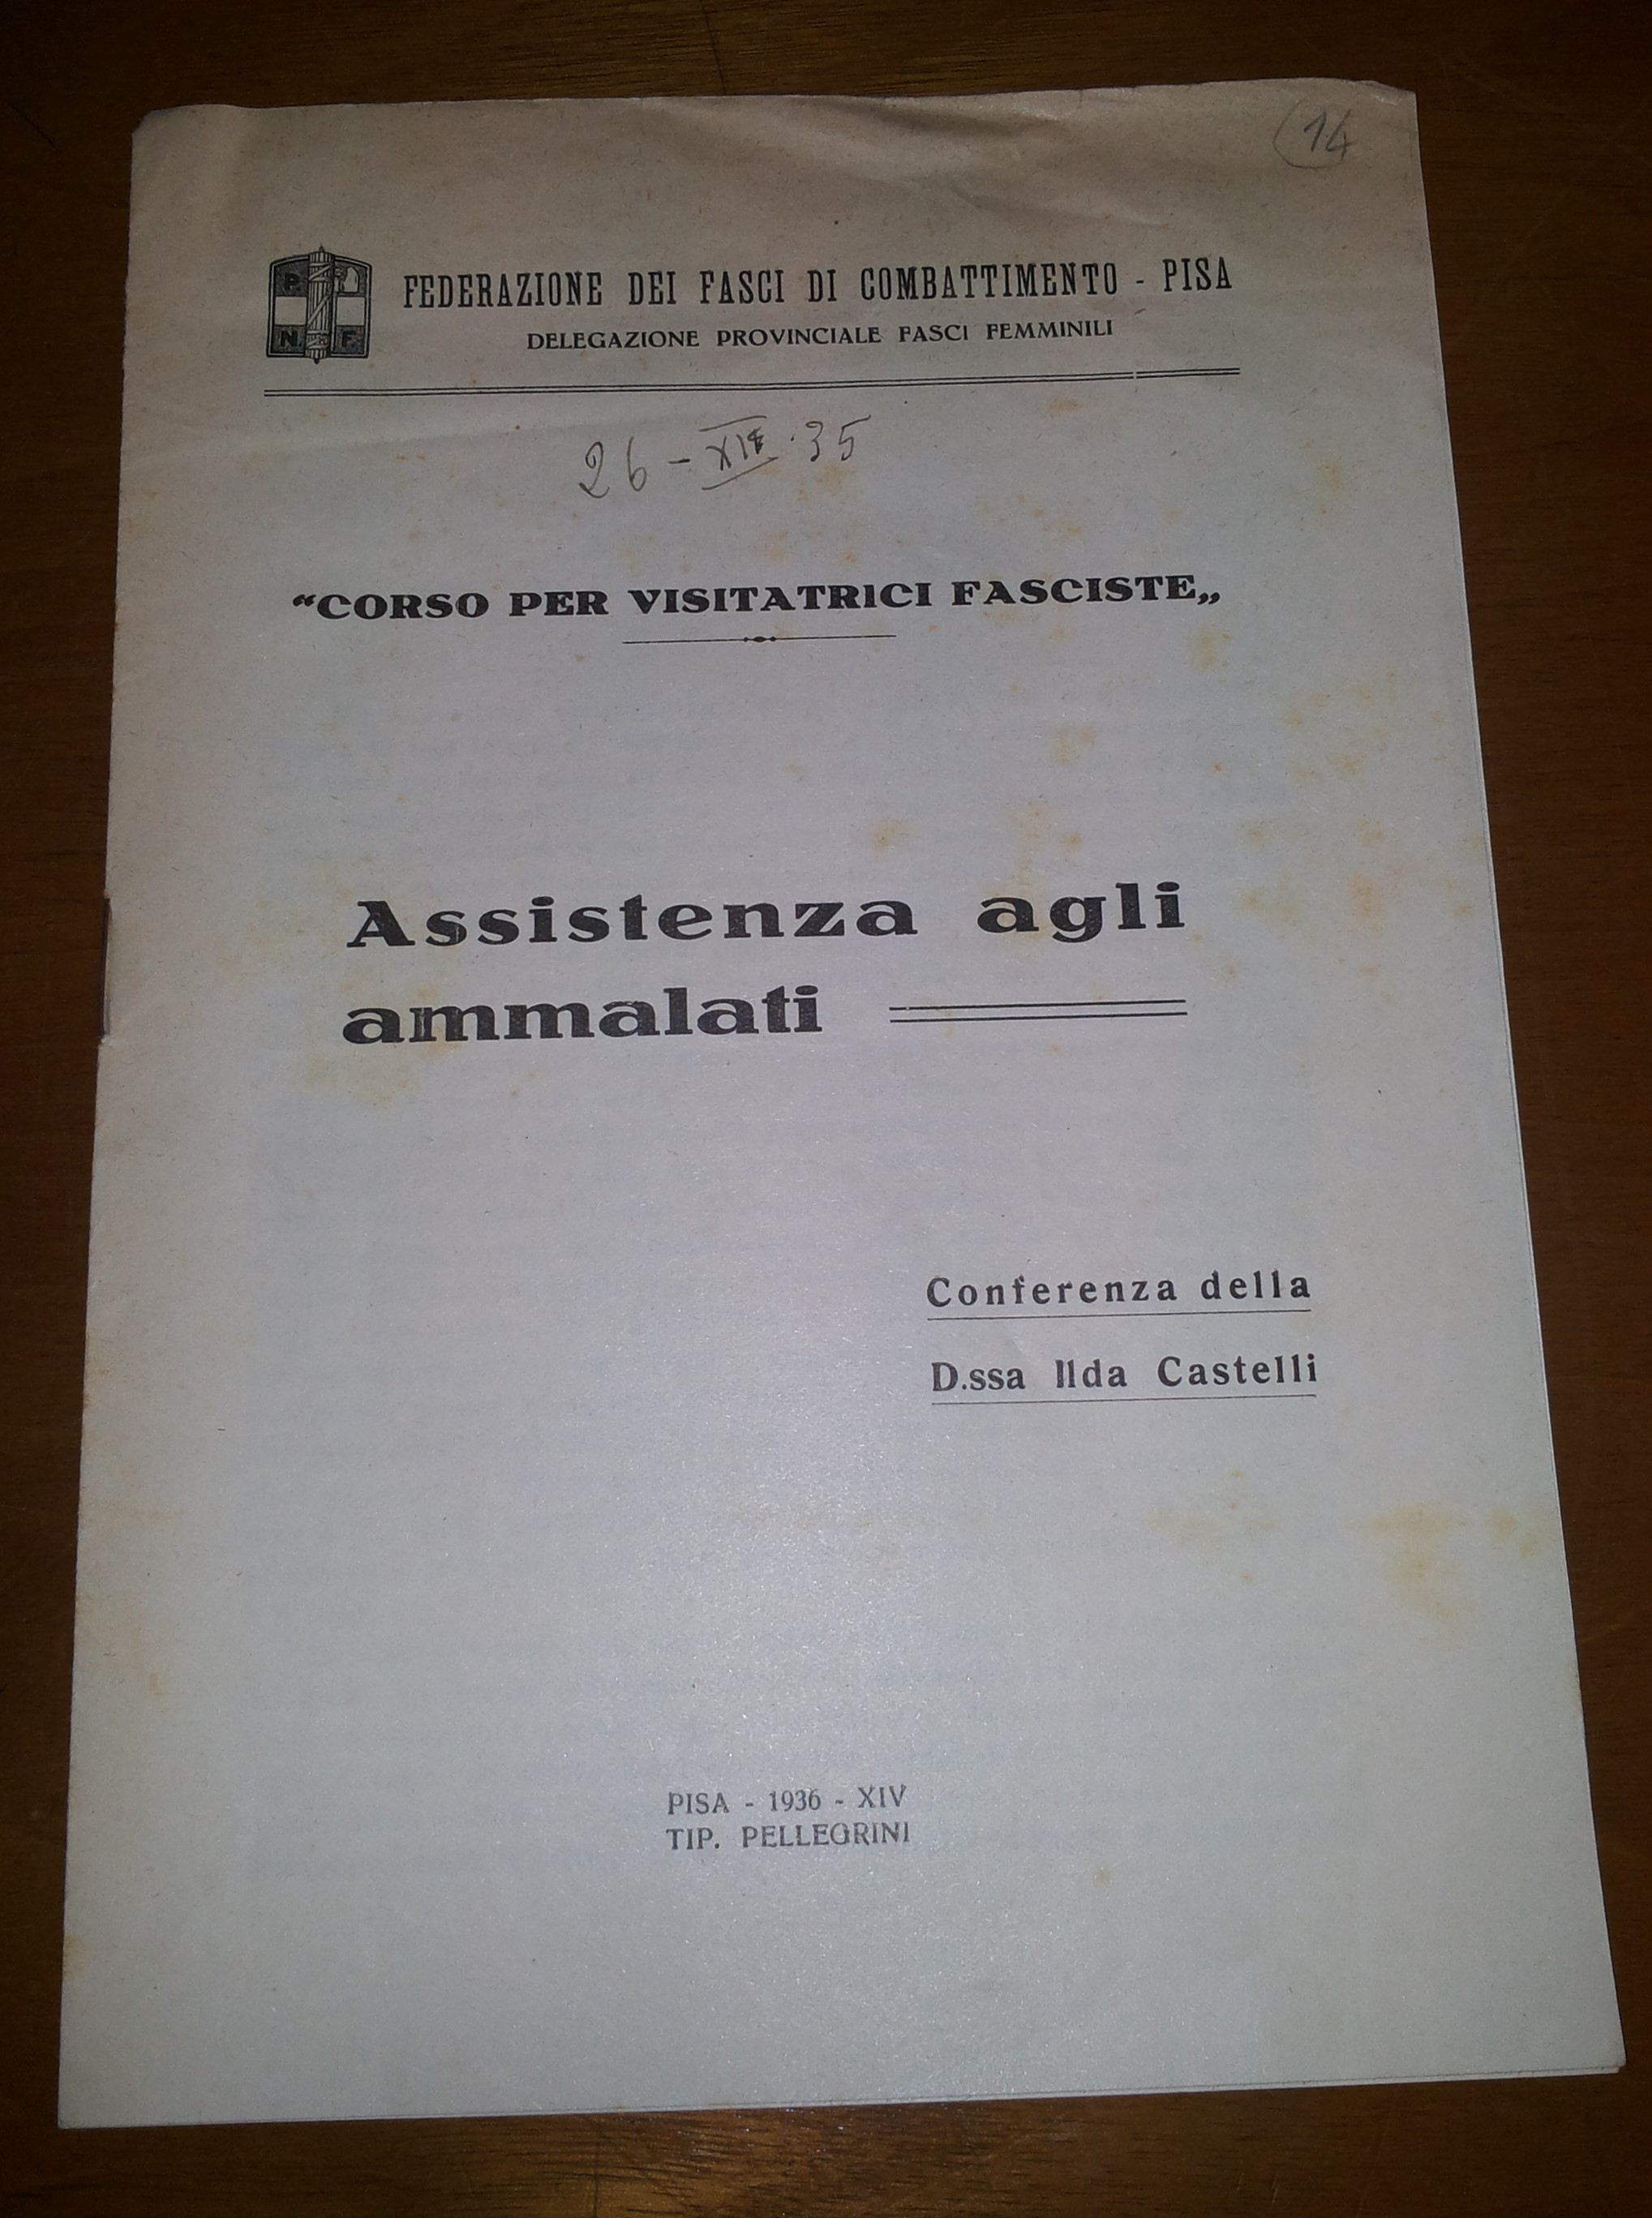 14
P. N. F.
FEDERAZIONE DEI FASCI DI COMBATTIMENTO - PISA
DELEGAZIONE PROVINCIALE FASCI FEMMINILI
26 - XII · 35
“CORSO PER VISITATRICI FASCISTE„
Assistenza agli
ammalati
Conferenza della
D.ssa Ilda Castelli
PISA - 1936 - XIV
TIP. PELLEGRINI